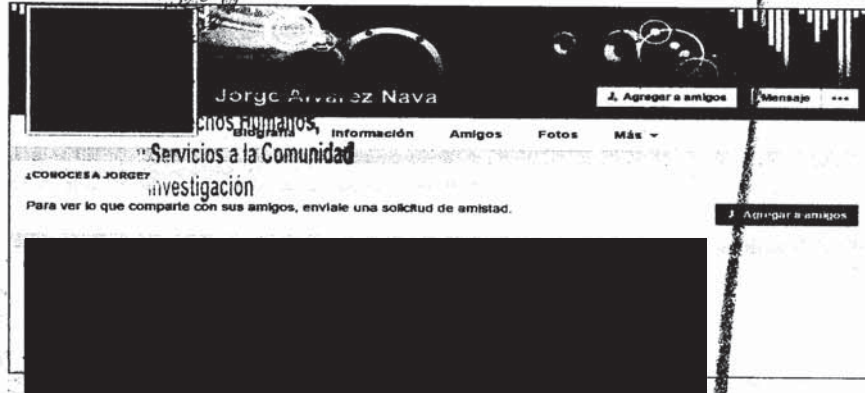 Jorge Alvarez Nava
Agregar a amigos
Mensaje
Humanos,
Biografía Información Amigos Fotos Más
Servicios a la Comunidad
¿CONOCES A JORGE?
Investigación
Para ver lo que comparte con sus amigos, envíale una solicitud de amistad.
Agregar a amigos